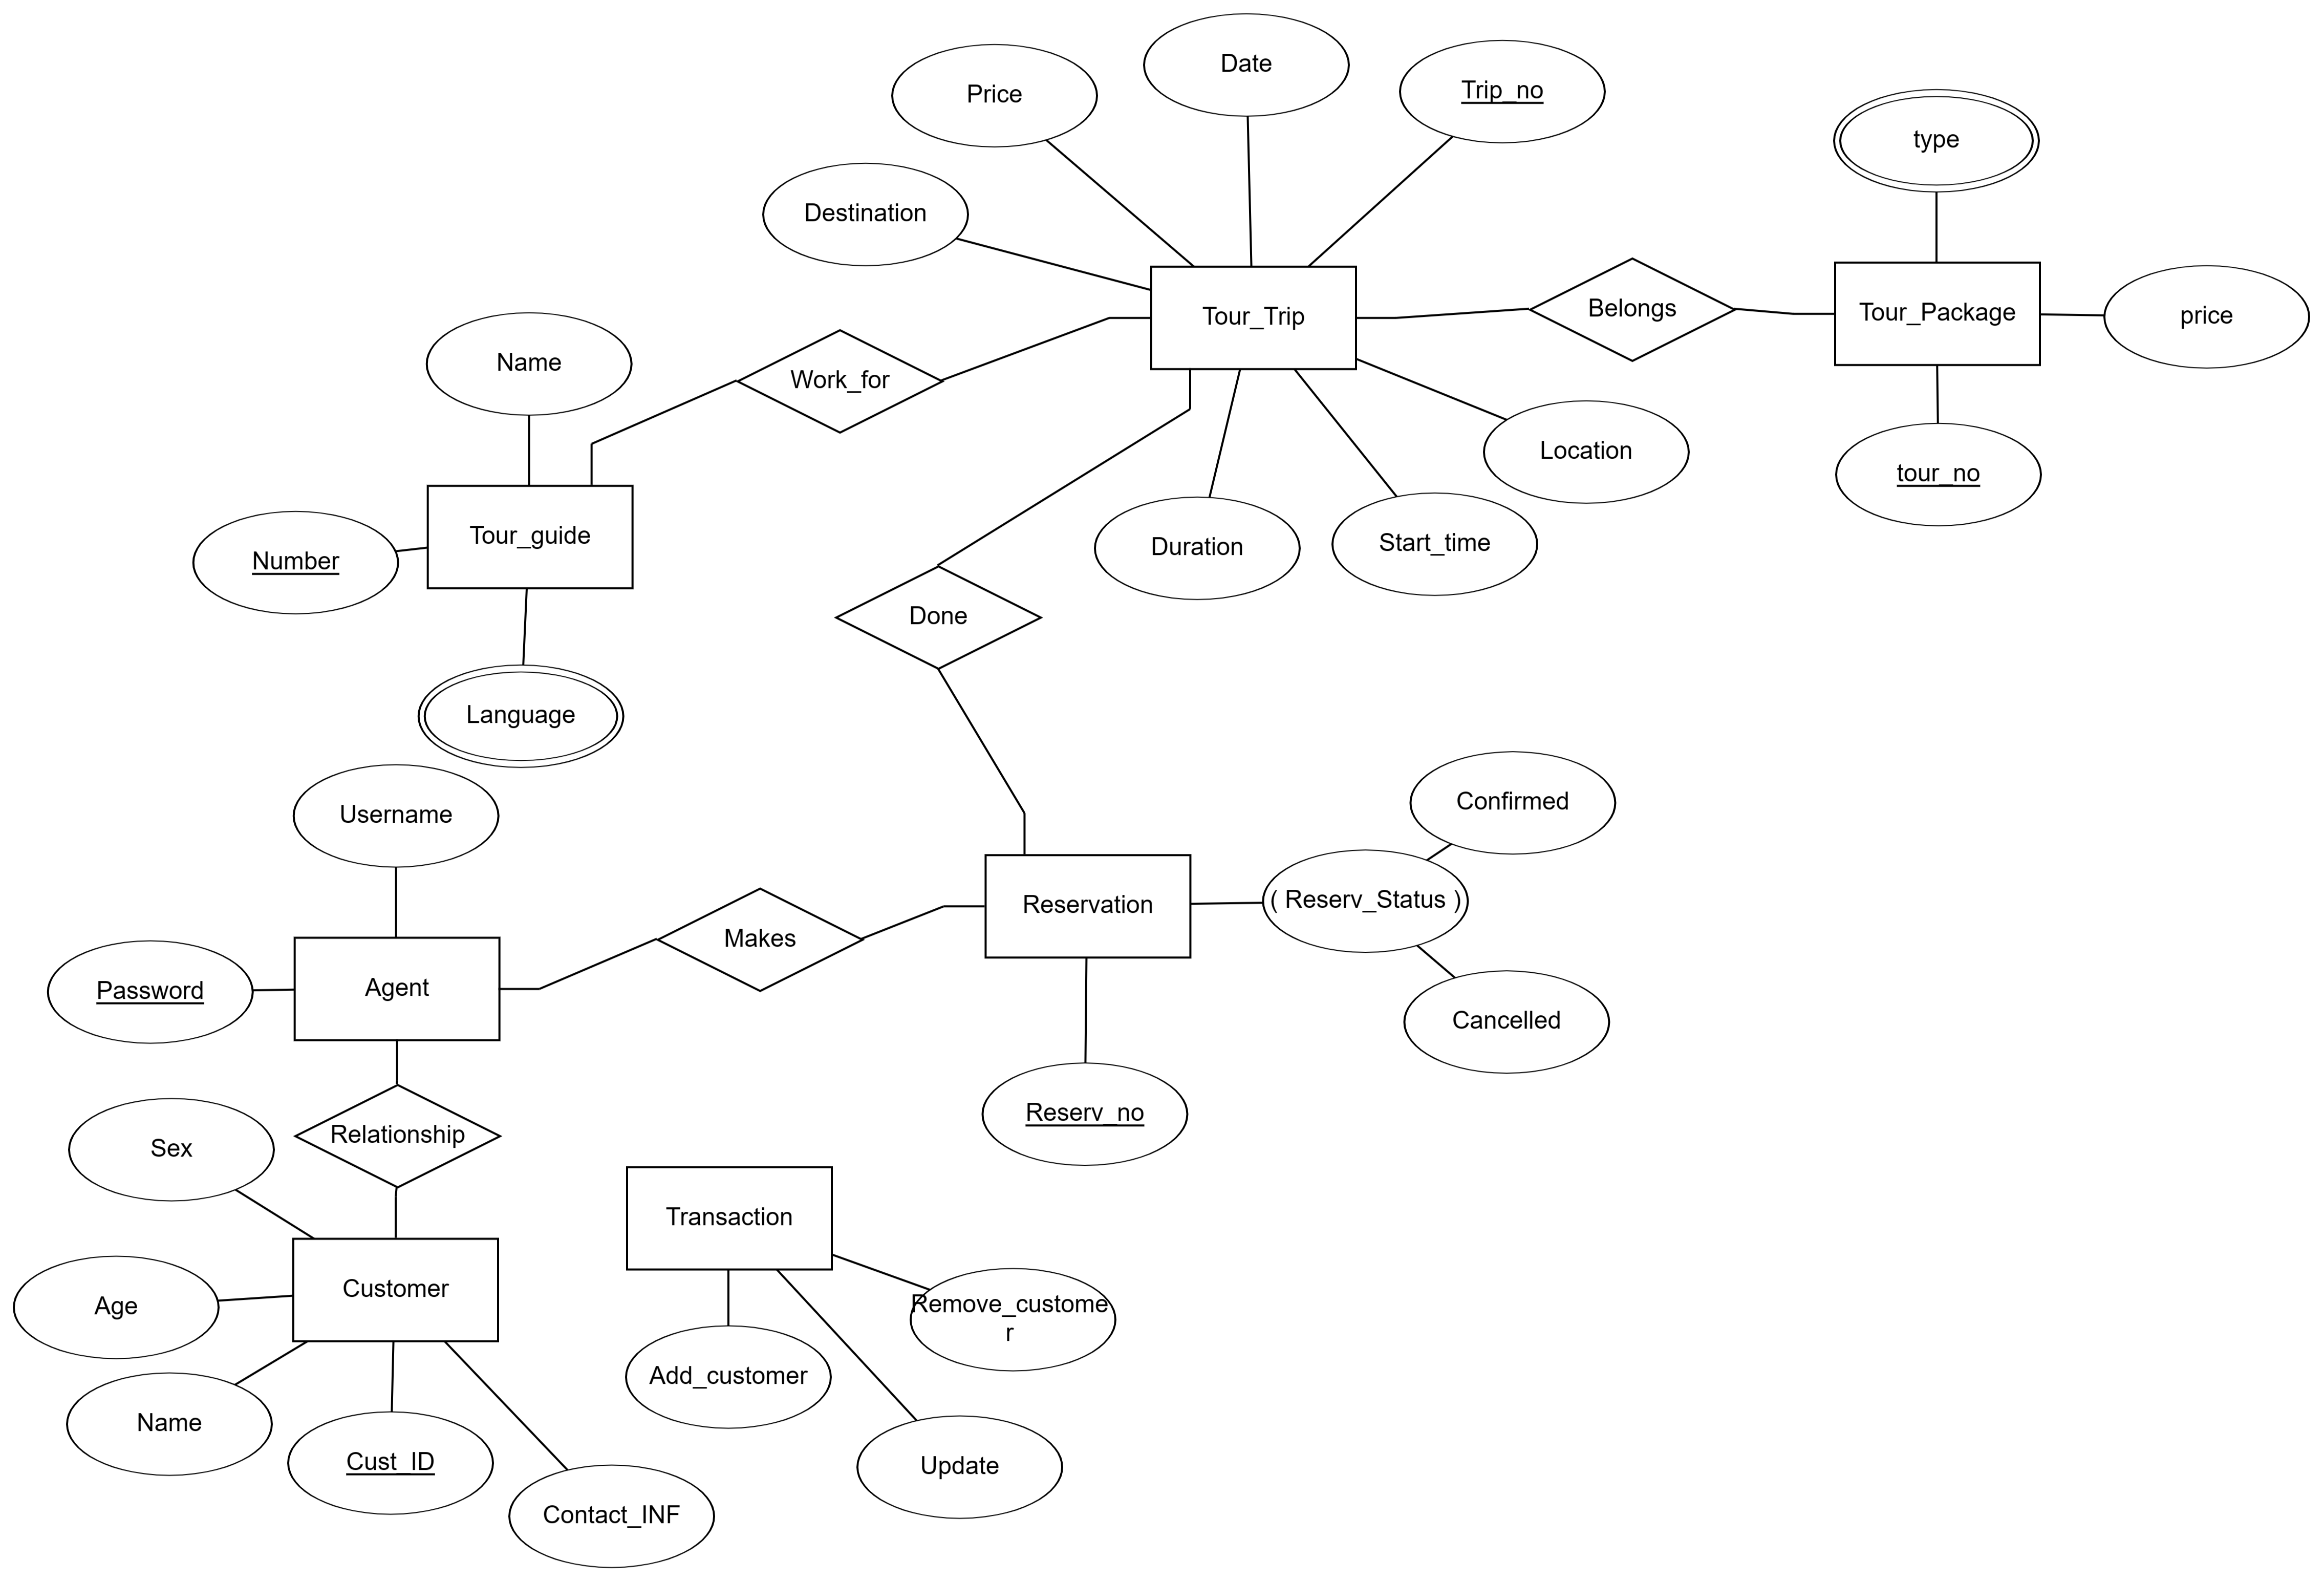 Date
Trip_no
Price
type
Destination
Belongs
Tour_Package
price
Tour_Trip
Name
Work_for
Location
tour_no
Tour_guide
Number
Duration
Start_time
Done
Language
Username
Confirmed
( Reserv_Status )
Reservation
Makes
Agent
Password
Cancelled
Reserv_no
Relationship
Sex
Transaction
Customer
Age
Remove_custome
r
Add_customer
Name
Cust_ID
Update
Contact_INF